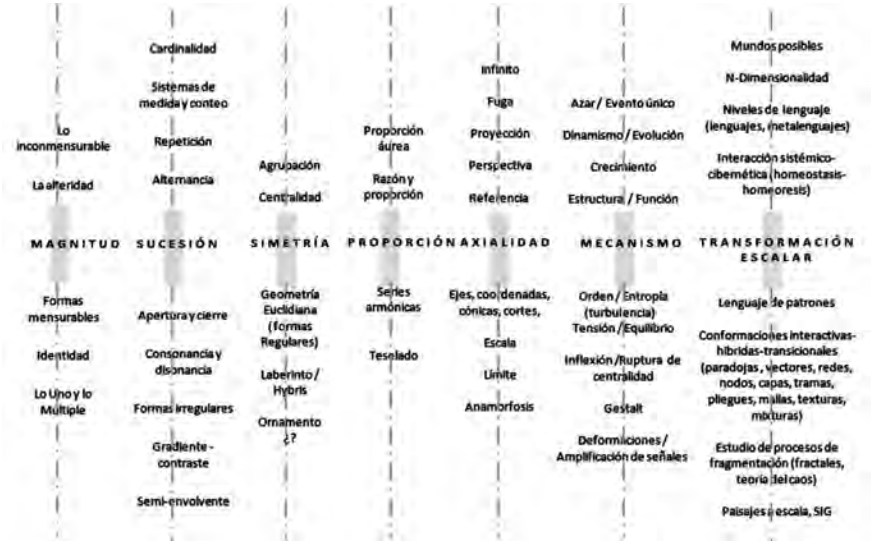 Lo
inconmensurable
La alteridad
MAGNITUD
Formas
mensurables
Identidad
Lo Uno y lo
Múltiple
Cardinalidad
Sistemas de
medida y conteo
Repetición
Alternancia
SUCESIÓN
Apertura y cierre
Consonancia y
disonancia
Formas irregulares
Gradiente -
contraste
Semi-envolvente
Agrupación
Centralidad
SIMETRÍA
Geometría
Euclidiana
(formas
Regulares)
Laberinto /
Hybris
Ornamento
¿?
Proporción
áurea
Razón y
proporción
PROPORCIÓN
Series
armónicas
Teselado
Infinito
Fuga
Proyección
Perspectiva
Referencia
AXIALIDAD
Ejes, coordenadas,
cónicas, cortes,
Escala
Límite
Anamorfosis
Azar / Evento único
Dinamismo / Evolución
Crecimiento
Estructura / Función
MECANISMO
Orden / Entropía
(turbulencia)
Tensión / Equilibrio
Inflexión / Ruptura de
centralidad
Gestalt
Deformaciones /
Amplificación de señales
Mundos posibles
N-Dimensionalidad
Niveles de lenguaje
(lenguajes, metalenguajes)
Interacción sistémico-
cibernética (homeostasis-
homeoresis)
TRANSFORMACIÓN
ESCALAR
Lenguaje de patrones
Conformaciones interactivas-
híbridas-transicionales
(paradojas, vectores, redes,
nodos, capas, tramas,
pliegues, mallas, texturas,
mixturas)
Estudio de procesos de
fragmentación (fractales,
teoría del caos)
Paisajes a escala, SIG